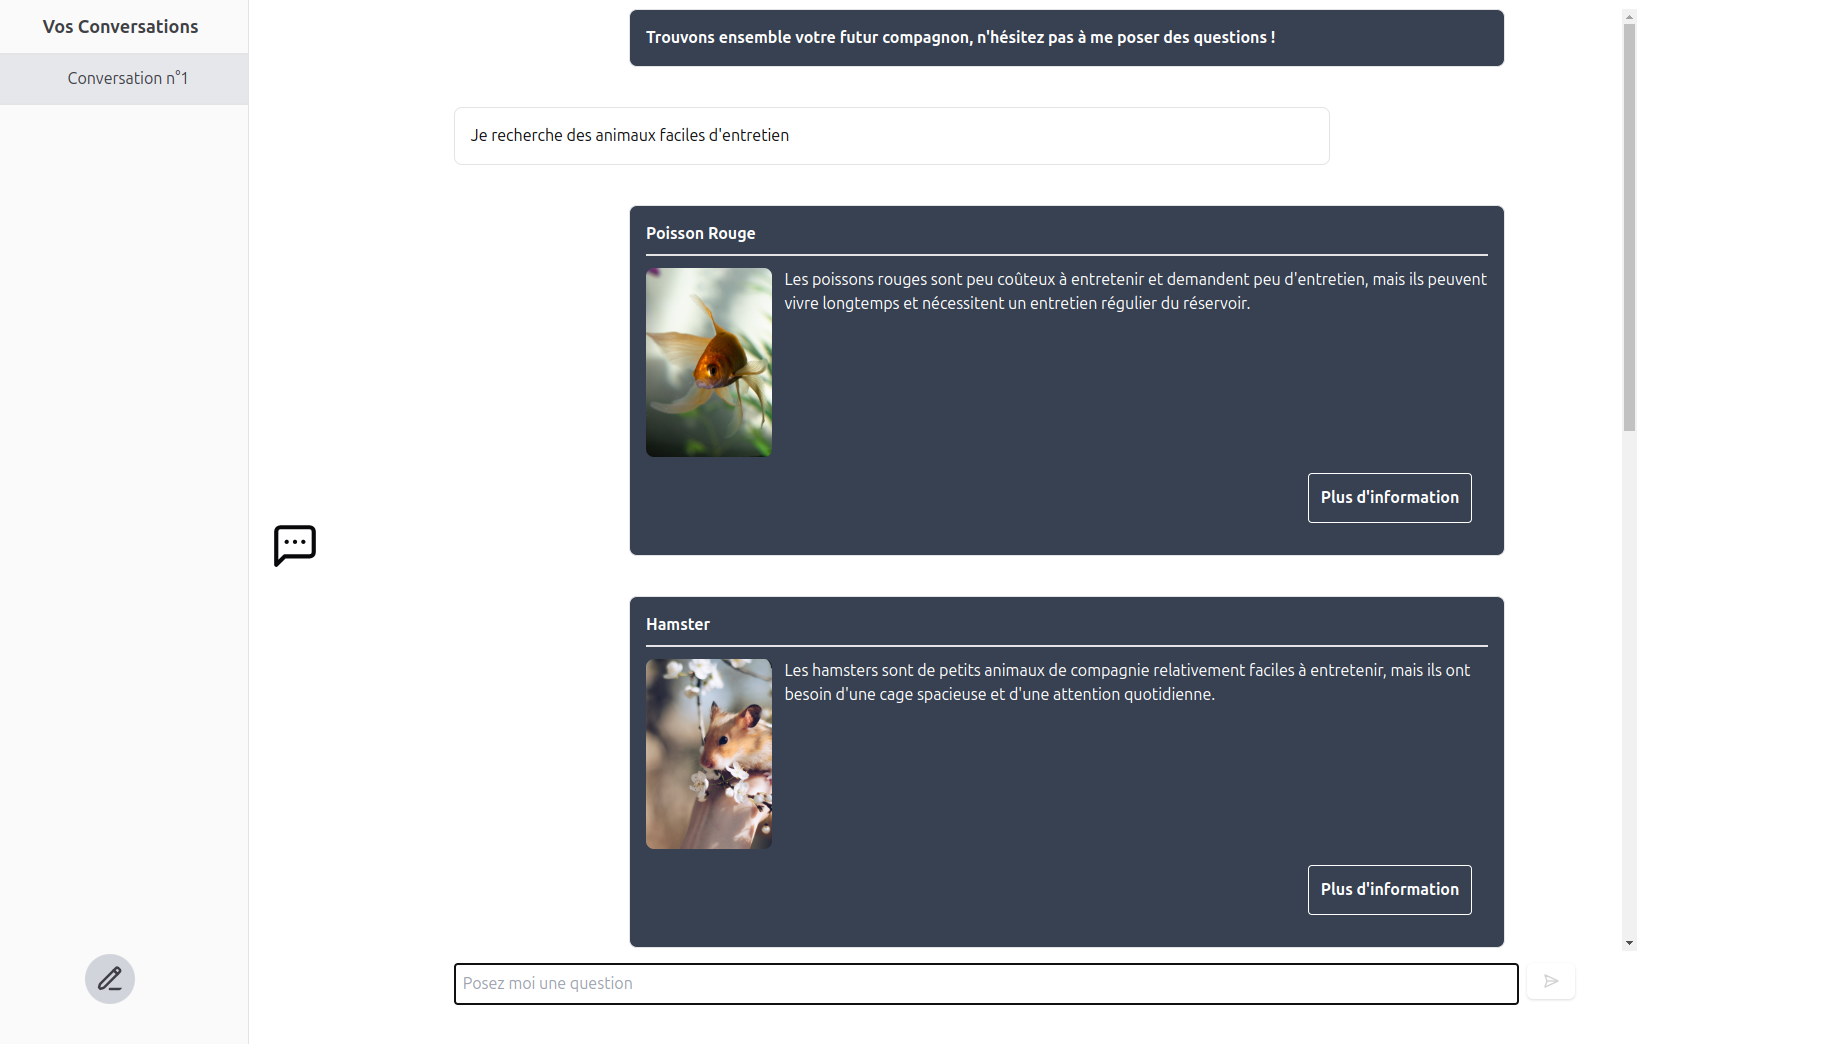 Vos Conversations
Conversation n°1
Trouvons ensemble votre futur compagnon, n'hésitez pas à me poser des questions !
Je recherche des animaux faciles d'entretien
Poisson Rouge
Les poissons rouges sont peu coûteux à entretenir et demandent peu d'entretien, mais ils peuvent
vivre longtemps et nécessitent un entretien régulier du réservoir.
Plus d'information
Hamster
Les hamsters sont de petits animaux de compagnie relativement faciles à entretenir, mais ils ont
besoin d'une cage spacieuse et d'une attention quotidienne.
Plus d'information
Posez moi une question